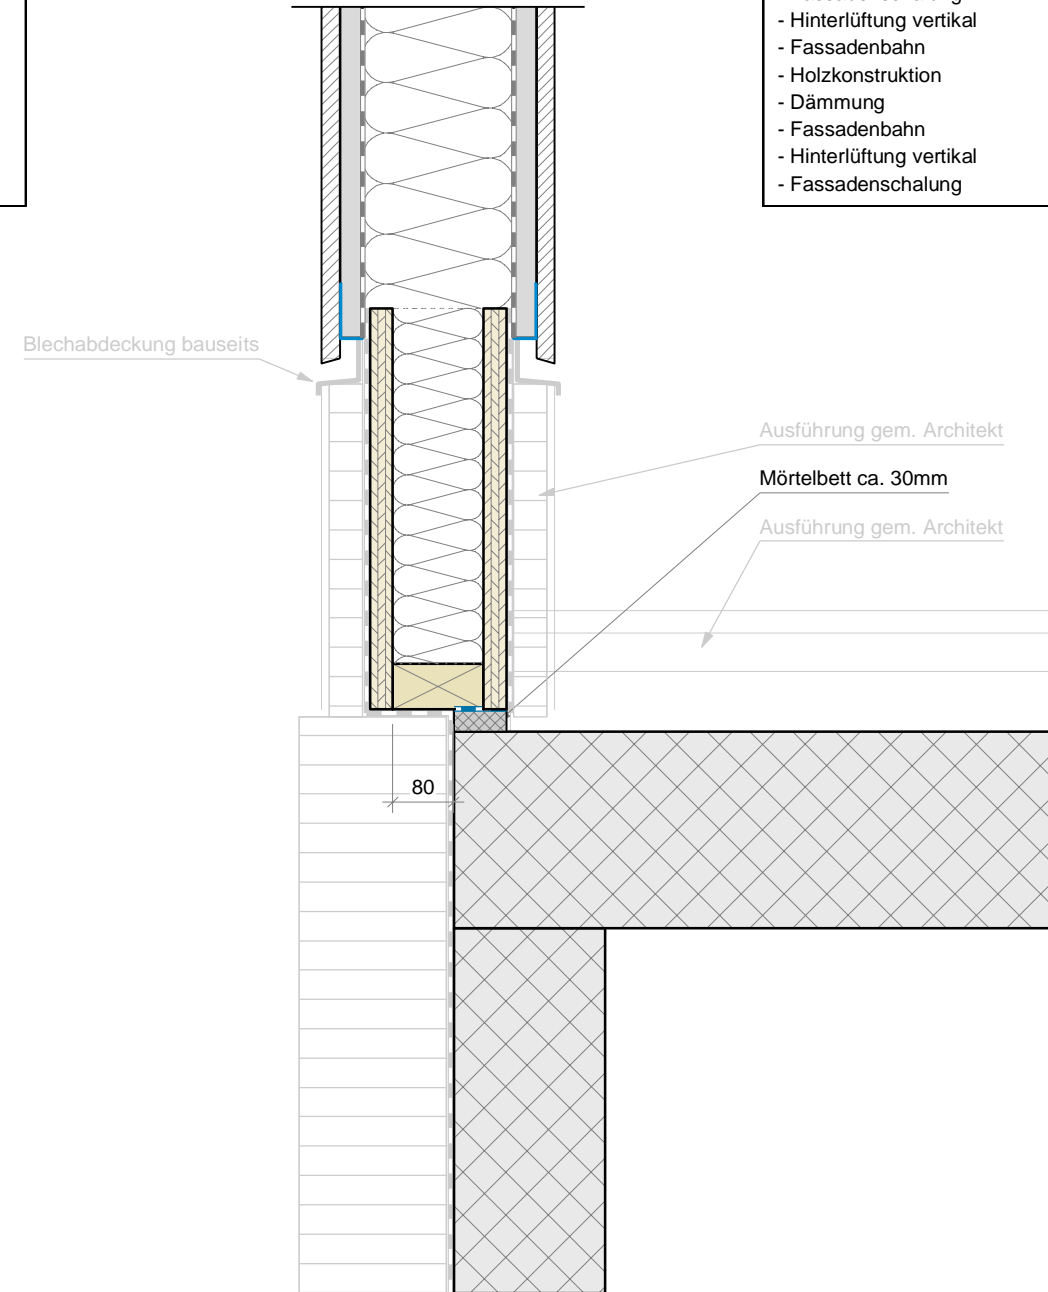 - Hinterlüftung vertikal
- Fassadenbahn
- Holzkonstruktion
- Dämmung
- Fassadenbahn
- Hinterlüftung vertikal
- Fassadenschalung
Blechabdeckung bauseits
Ausführung gem. Architekt
Mörtelbett ca. 30mm
Ausführung gem. Architekt
80